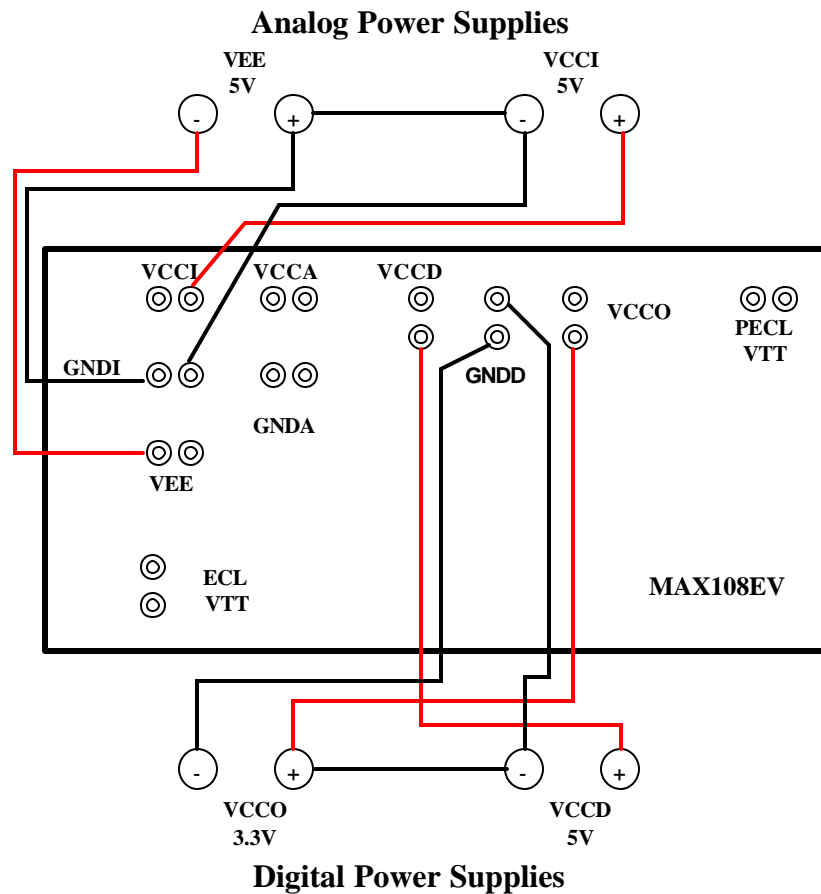 Analog Power Supplies
VEE
5V
VCCI
5V
-
+
-
+
VCCI
VCCA
VCCD
VCCO
PECL
VTT
GNDI
GNDD
GNDA
VEE
ECL
VTT
MAX108EV
-
+
-
+
VCCO
3.3V
VCCD
5V
Digital Power Supplies